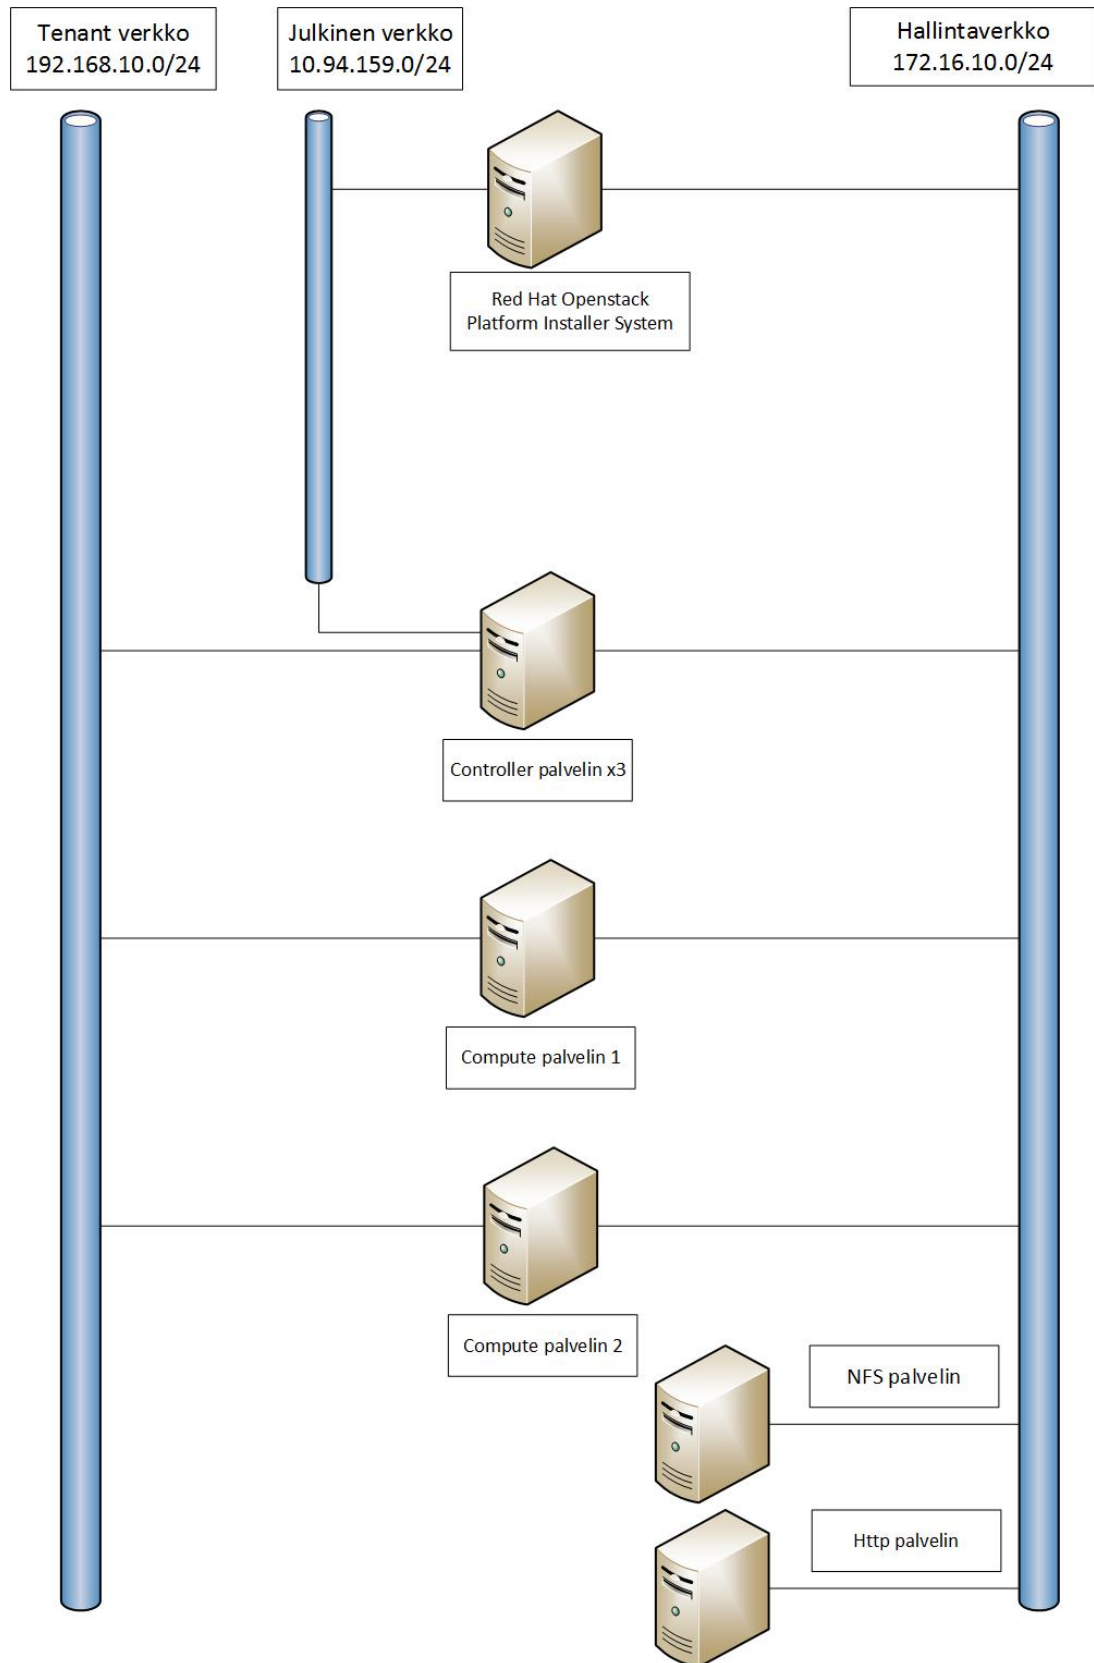 Tenant verkko
192.168.10.0/24
Julkinen verkko
10.94.159.0/24
Hallintaverkko
172.16.10.0/24
Red Hat Openstack
Platform Installer System
Controller palvelin x3
Compute palvelin 1
Compute palvelin 2
NFS palvelin
Http palvelin